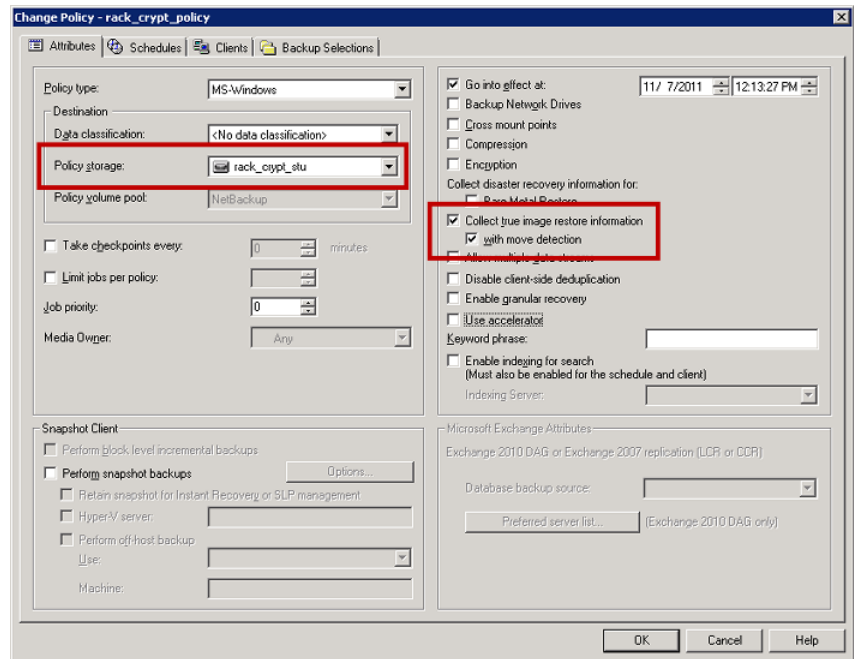 Change Policy - rack_crypt_policy
Attributes
Schedules
Clients
Backup Selections
Policy type:
MS-Windows
Destination
Data classification:
<No data classification>
Policy storage:
rack_crypt_stu
Policy volume pool:
NetBackup
Take checkpoints every:
0
minutes
Limit jobs per policy:
Job priority:
0
Media Owner:
Any
Snapshot Client
Perform block level incremental backups
Perform snapshot backups
Options...
Retain snapshot for Instant Recovery or SLP management
Hyper-V server:
Perform off-host backup
Use:
Machine:
Go into effect at:
11/ 7/2011
12:13:27 PM
Backup Network Drives
Cross mount points
Compression
Encryption
Collect disaster recovery information for:
Bare Metal Restore
Collect true image restore information
with move detection
Allow multiple data streams
Disable client-side deduplication
Enable granular recovery
Use accelerator
Keyword phrase:
Enable indexing for search
(Must also be enabled for the schedule and client)
Indexing Server:
Microsoft Exchange Attributes
Exchange 2010 DAG or Exchange 2007 replication (LCR or CCR)
Database backup source:
Preferred server list...
(Exchange 2010 DAG only)
OK
Cancel
Help